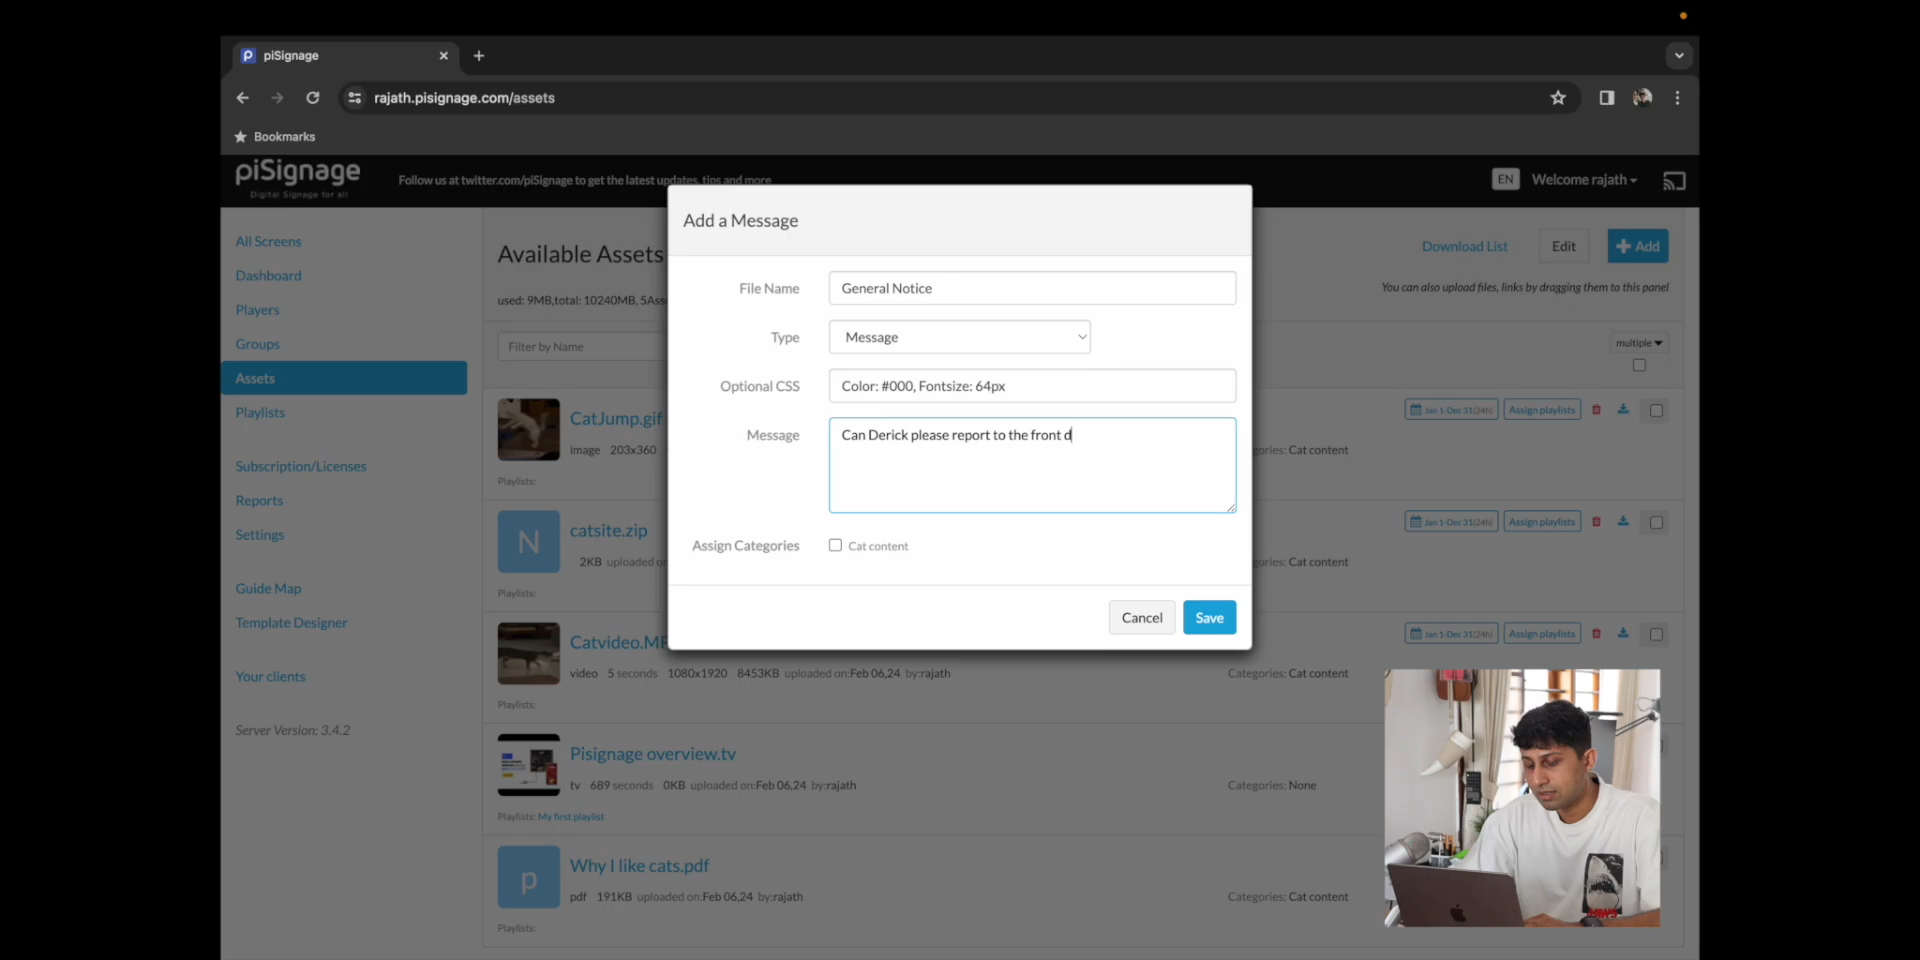 piSignage
rajath.pisignage.com/assets
Bookmarks
piSignage
Digital Signage for all
Follow us at twitter.com/piSignage to get the latest updates, tips and more
EN
Welcome rajath
All Screens
Dashboard
Players
Groups
Assets
Playlists
Subscription/Licenses
Reports
Settings
Guide Map
Template Designer
Your clients
Server Version: 3.4.2
Available Assets
Download List
Edit
Add
used: 9MB,total: 10240MB, 5Asse
You can also upload files, links by dragging them to this panel
Filter by Name
multiple
Add a Message
File Name
General Notice
Type
Message
Optional CSS
Color: #000, Fontsize: 64px
Message
Can Derick please report to the front d
Assign Categories
Cat content
Cancel
Save
CatJump.gif
image 203x360
Jan 1-Dec 31(24h)
Assign playlists
ories: Cat content
Playlists:
N
catsite.zip
2KB uploaded on
Jan 1-Dec 31(24h)
Assign playlists
ories: Cat content
Playlists:
Catvideo.MP
video 5 seconds 1080x1920 8453KB uploaded on:Feb 06,24 by:rajath
Jan 1-Dec 31(24h)
Assign playlists
Categories: Cat content
Playlists:
Pisignage overview.tv
tv 689 seconds 0KB uploaded on:Feb 06,24 by:rajath
Categories: None
Playlists: My first playlist
p
Why I like cats.pdf
pdf 191KB uploaded on:Feb 06,24 by:rajath
Categories: Cat content
Playlists:
JAWS